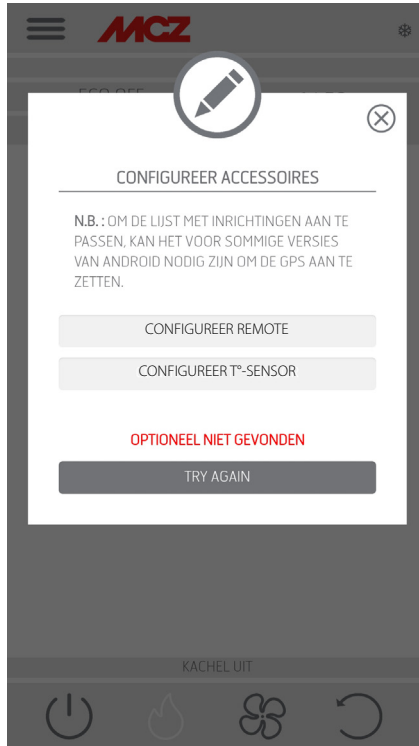 MCZ
CONFIGUREER ACCESSOIRES
N.B. : OM DE LIJST MET INRICHTINGEN AAN TE
PASSEN, KAN HET VOOR SOMMIGE VERSIES
VAN ANDROID NODIG ZIJN OM DE GPS AAN TE
ZETTEN.
CONFIGUREER REMOTE
CONFIGUREER T°-SENSOR
OPTIONEEL NIET GEVONDEN
TRY AGAIN
KACHEL UIT